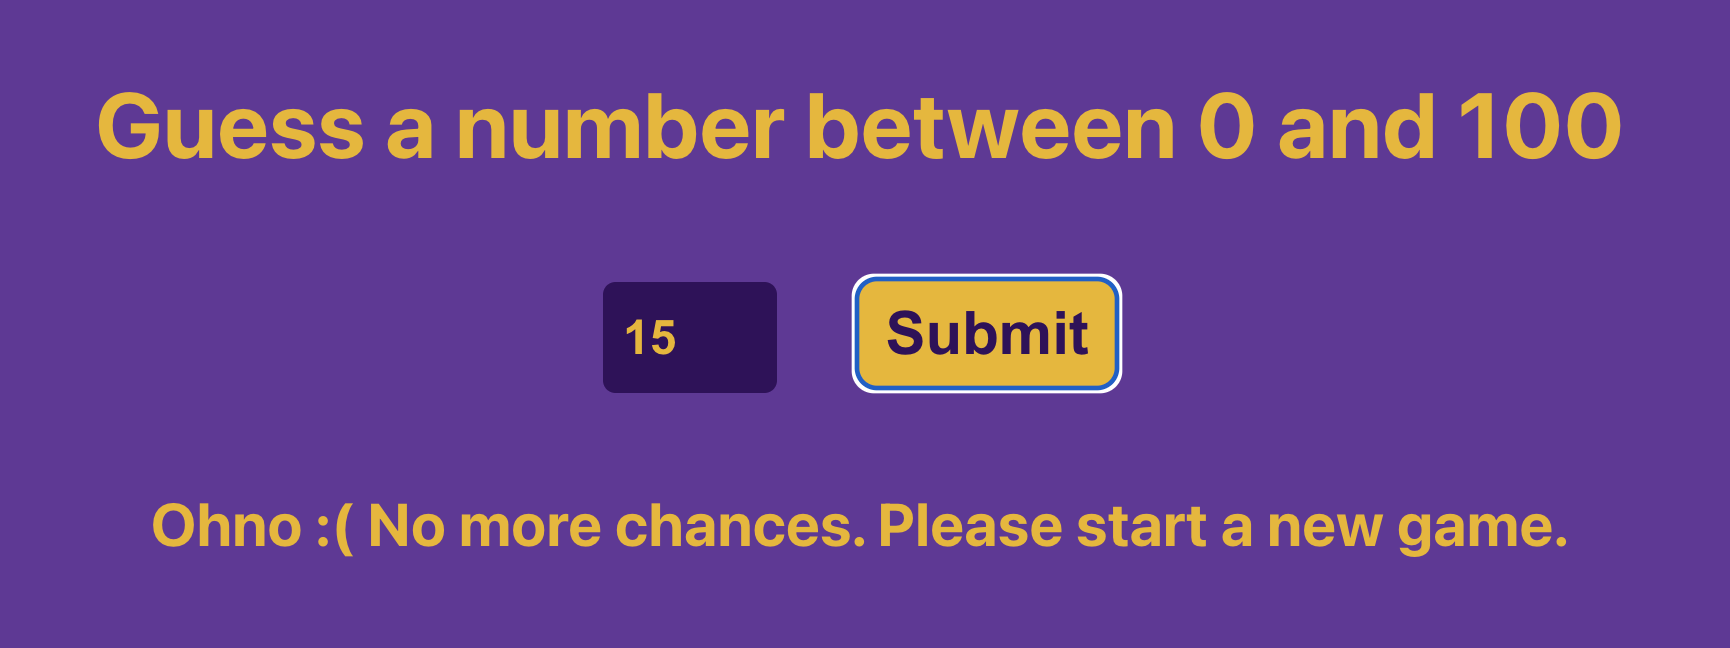 Guess a number between 0 and 100
15
Submit
Ohno :( No more chances. Please start a new game.